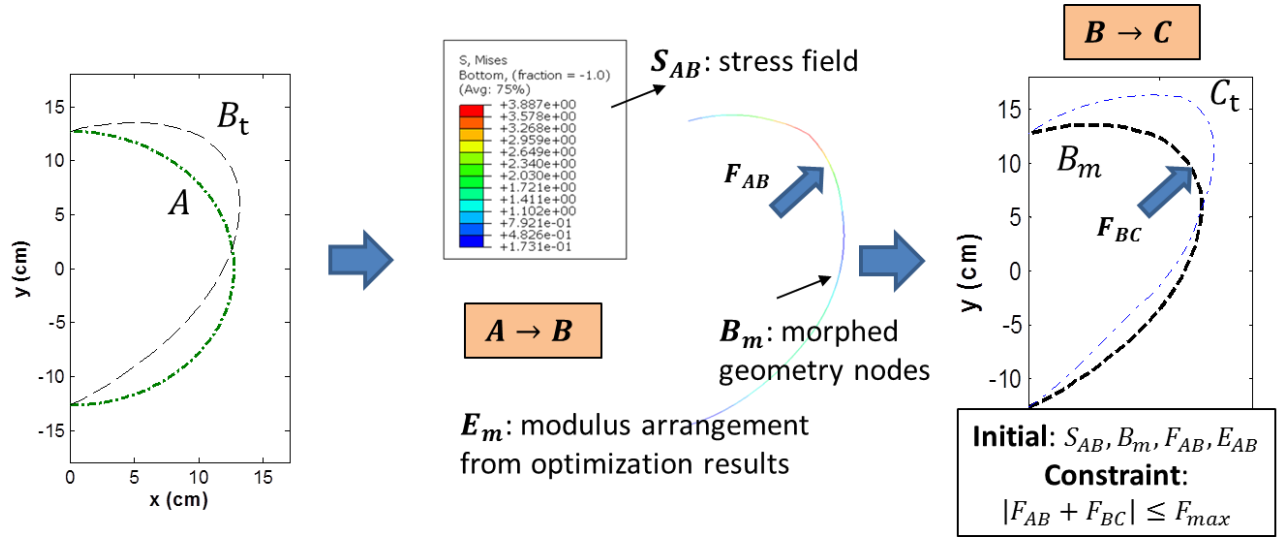 15
10
5
0
-5
-10
-15
y (cm)
0 5 10 15
x (cm)
B_t
A
S, Mises
Bottom, (fraction = -1.0)
(Avg: 75%)
+3.887e+00
+3.578e+00
+3.268e+00
+2.959e+00
+2.649e+00
+2.340e+00
+2.030e+00
+1.721e+00
+1.411e+00
+1.102e+00
+7.921e-01
+4.826e-01
+1.731e-01
S_AB: stress field
F_AB
A → B
B_m: morphed
geometry nodes
E_m: modulus arrangement
from optimization results
B → C
15
10
5
0
-5
-10
y (cm)
C_t
B_m
F_BC
Initial: S_AB, B_m, F_AB, E_AB
Constraint:
|F_AB + F_BC| ≤ F_max